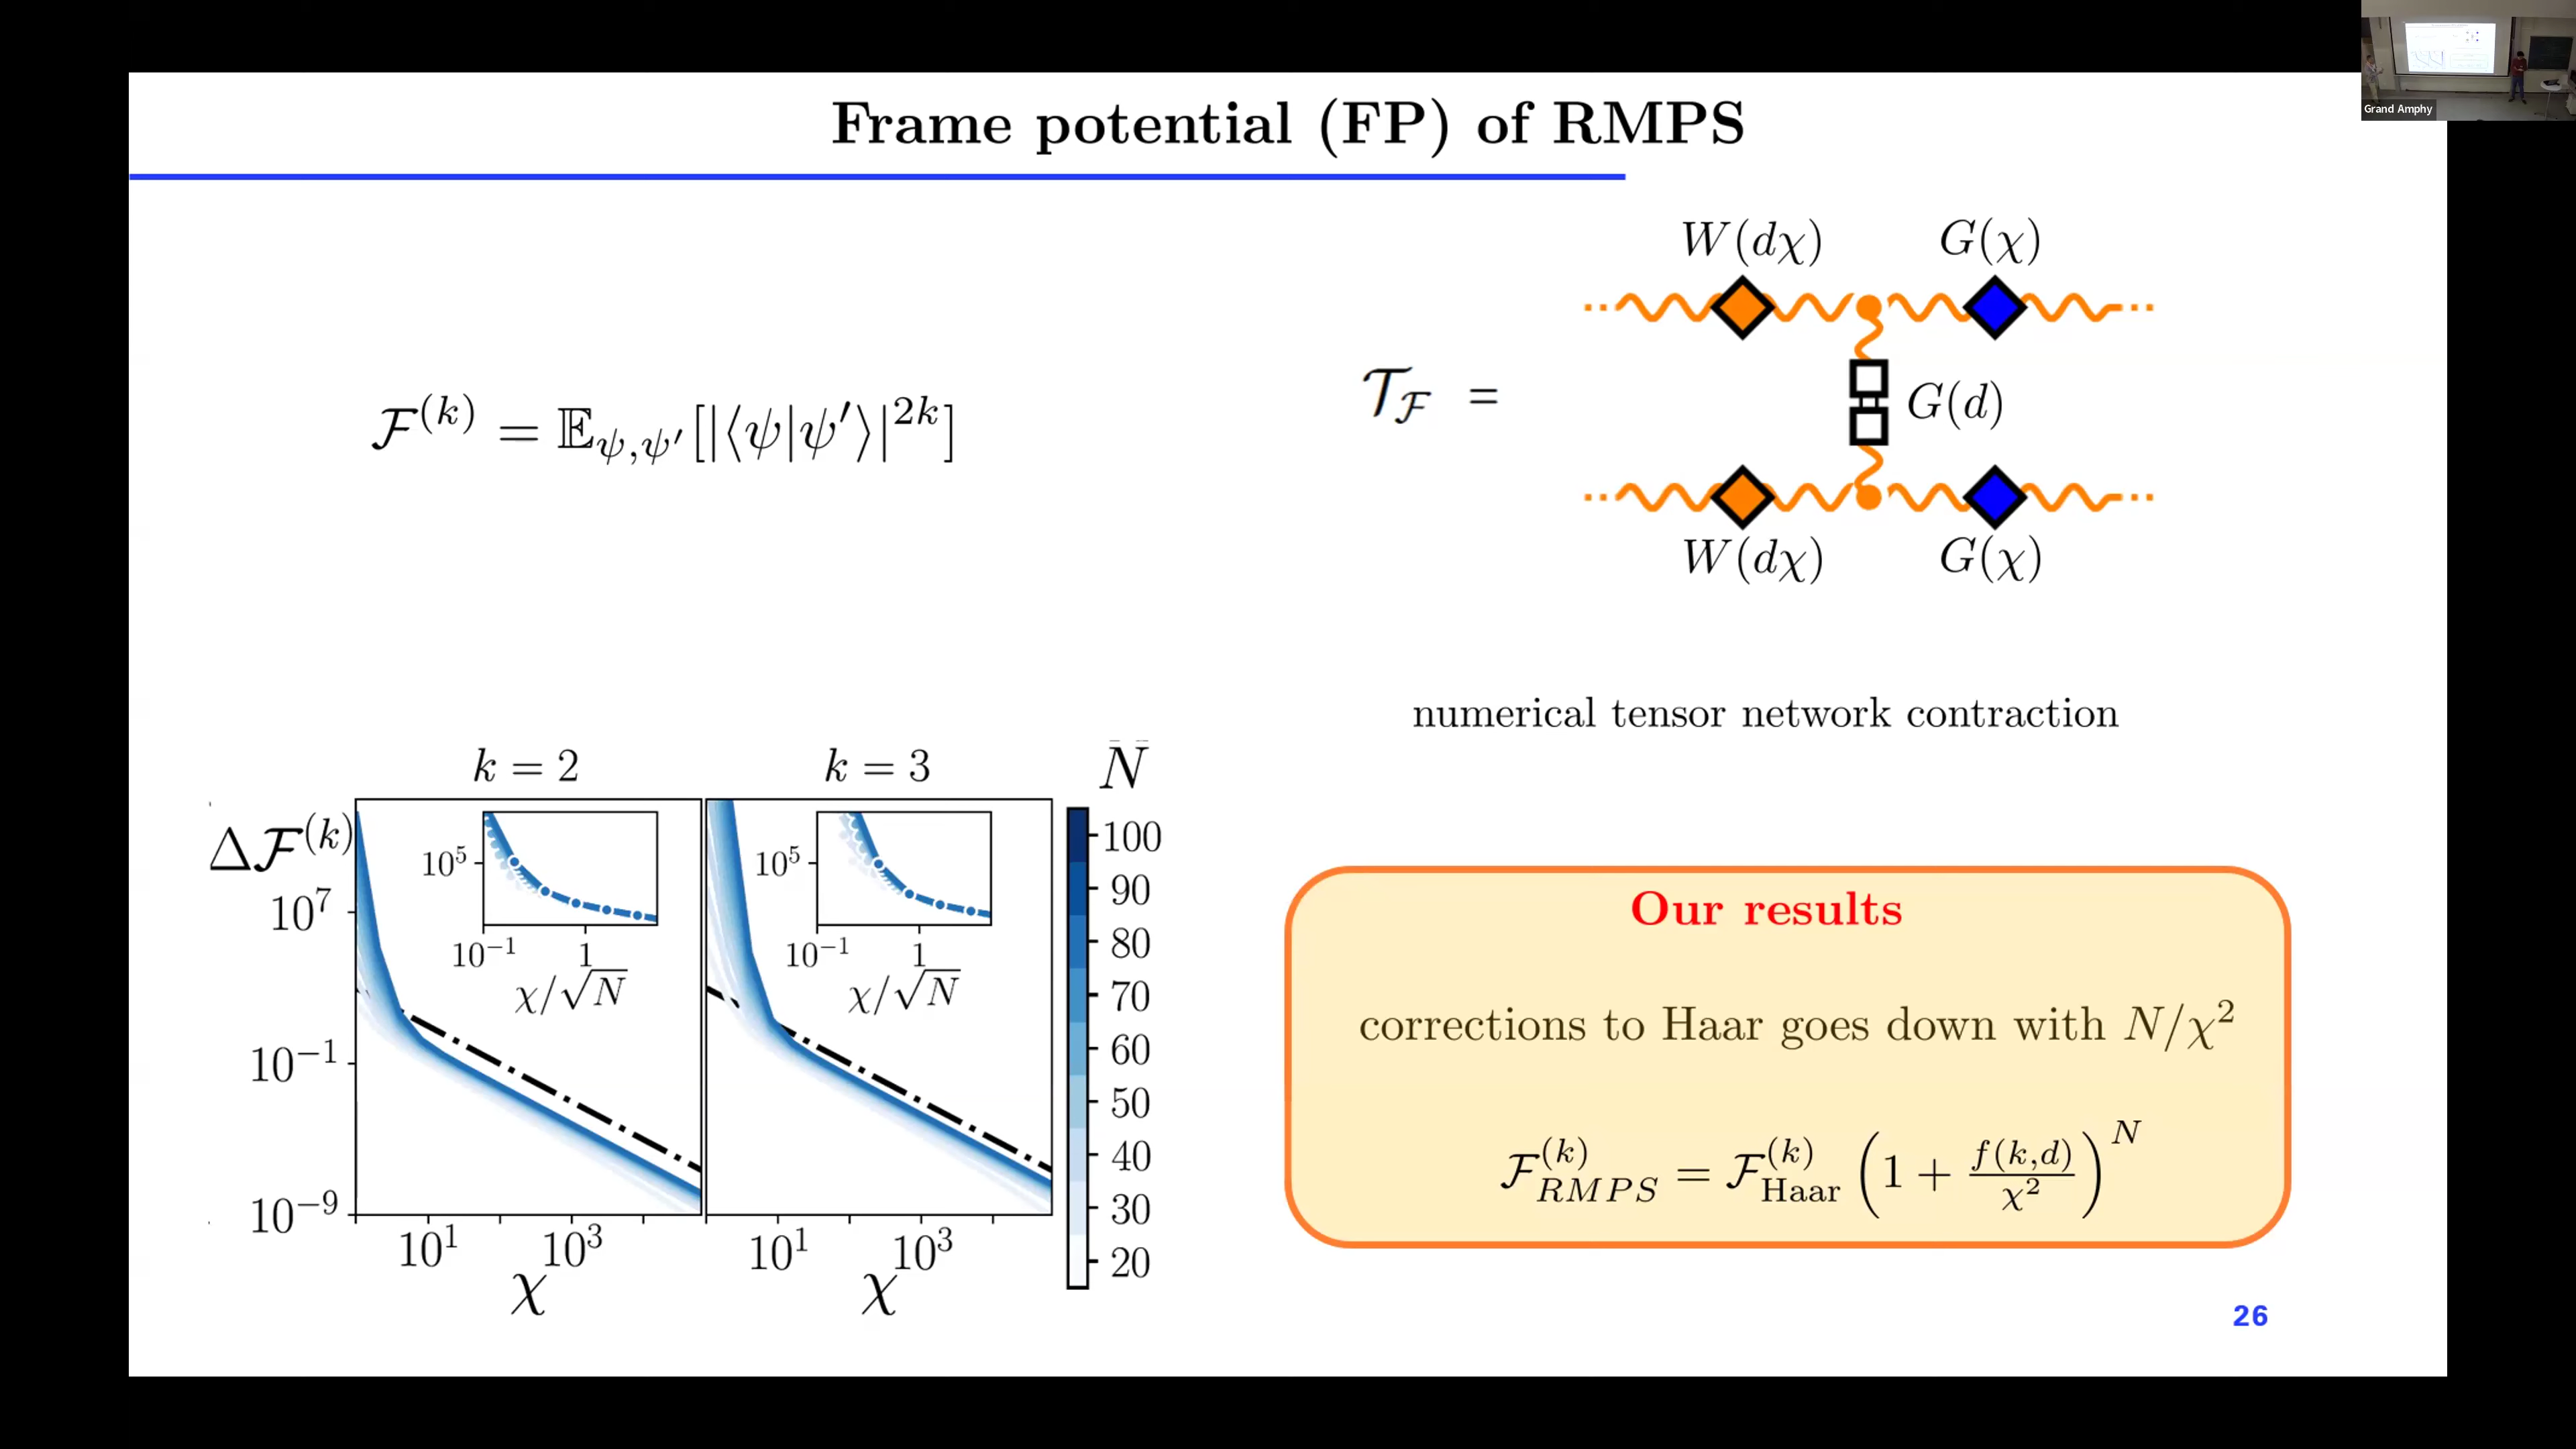 Grand Amphy
Frame potential (FP) of RMPS
𝓕^(k) = 𝔼_{ψ,ψ′}[|⟨ψ|ψ′⟩|^{2k}]
W(dχ) G(χ)
𝒯_𝓕 =
G(d)
W(dχ) G(χ)
numerical tensor network contraction
k = 2 k = 3 N
Δ𝓕^(k)
10^7
10^−1
10^−9
10^5
10^−1 1
χ/√N
10^5
10^−1 1
χ/√N
10^1 10^3
χ
10^1 10^3
χ
100
90
80
70
60
50
40
30
20
Our results
corrections to Haar goes down with N/χ^2
𝓕^(k)_{RMPS} = 𝓕^(k)_{Haar} (1 + f(k,d)/χ^2)^N
26